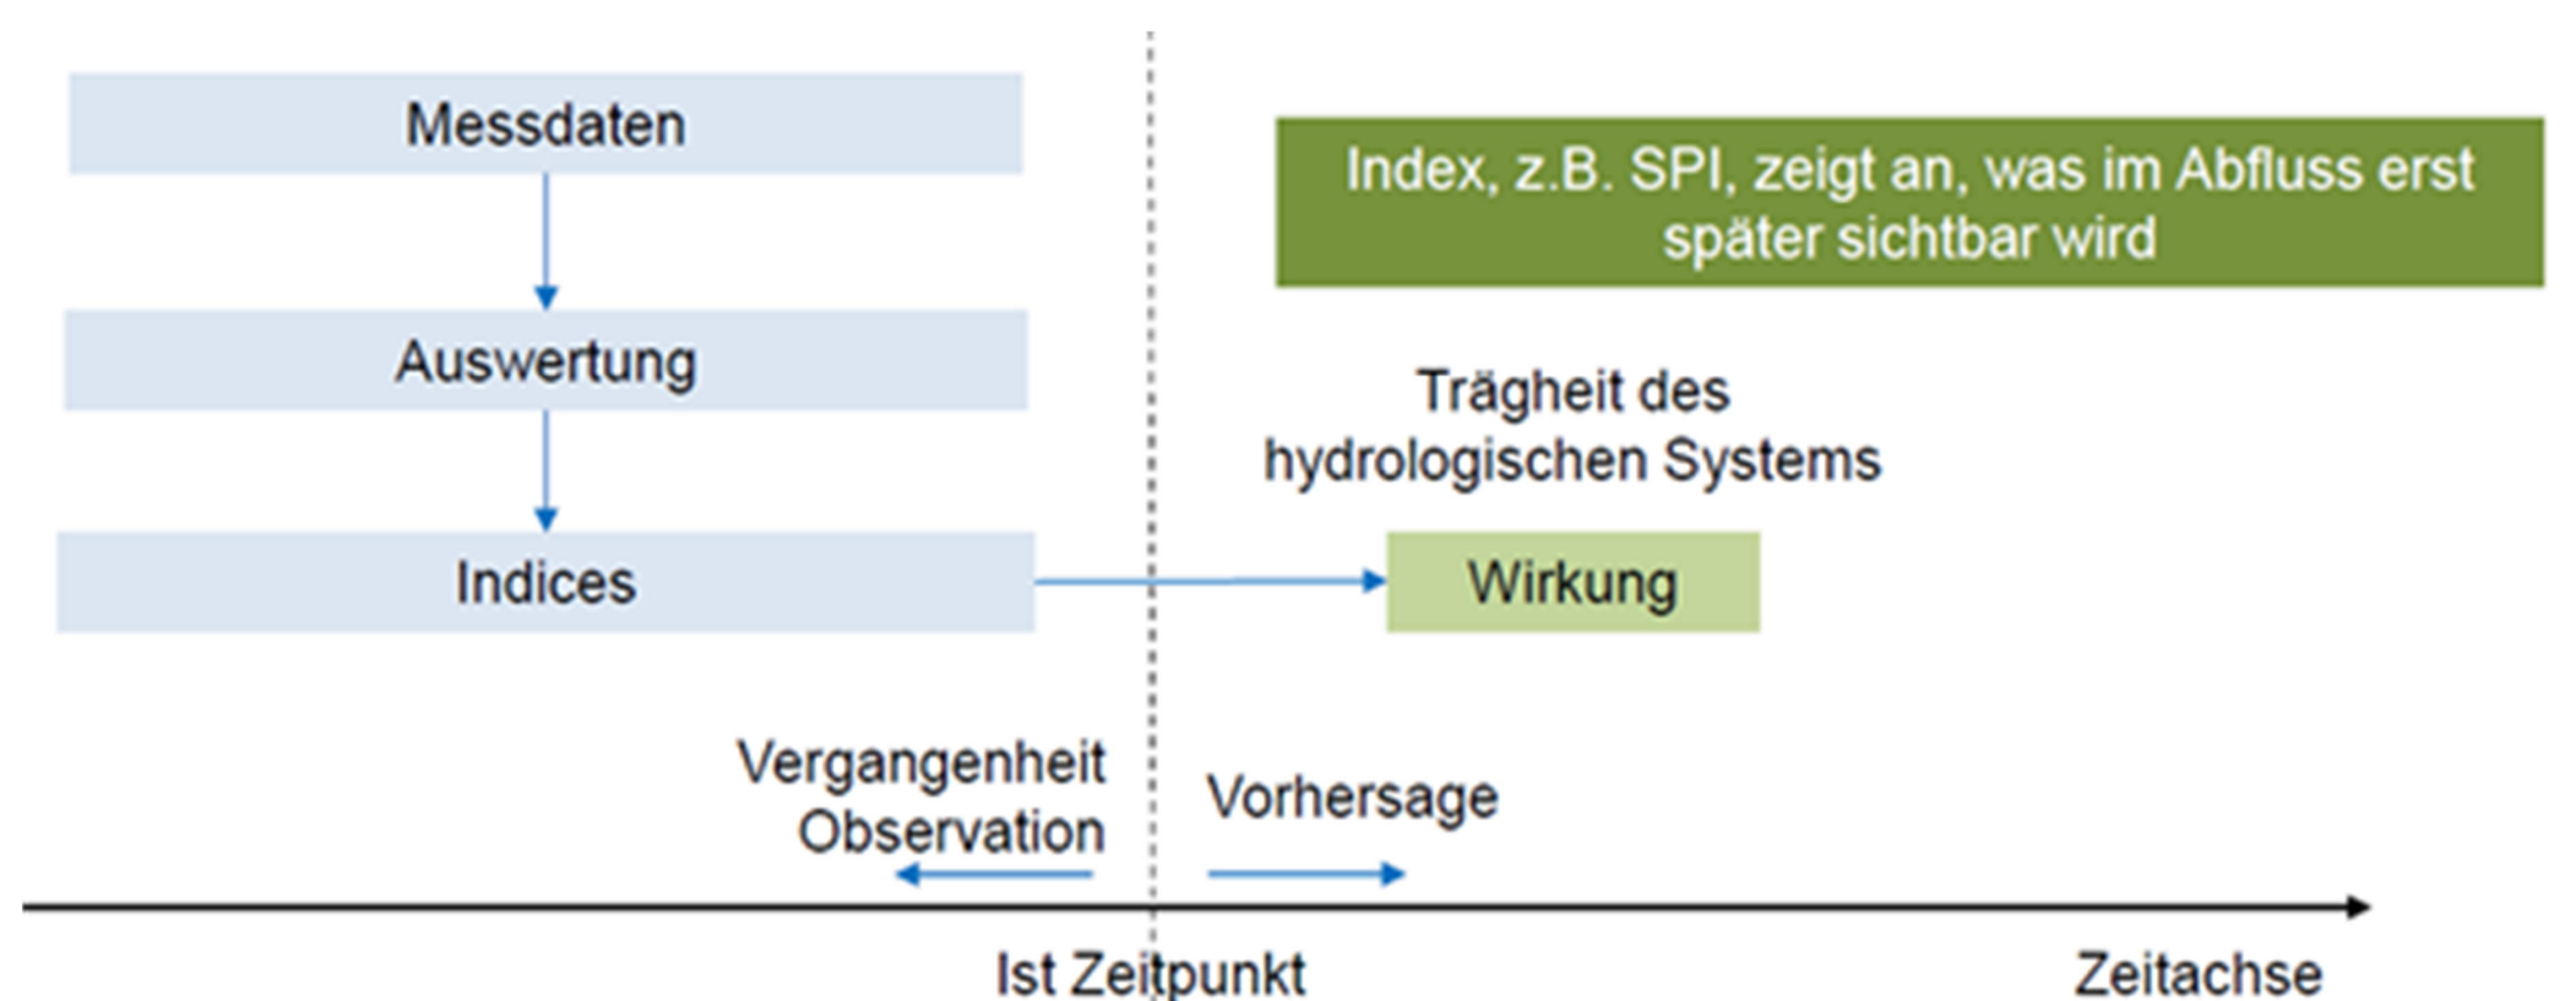 Messdaten
Index, z.B. SPI, zeigt an, was im Abfluss erst
später sichtbar wird
Auswertung
Trägheit des
hydrologischen Systems
Indices
Wirkung
Vergangenheit
Observation
Vorhersage
Ist Zeitpunkt
Zeitachse